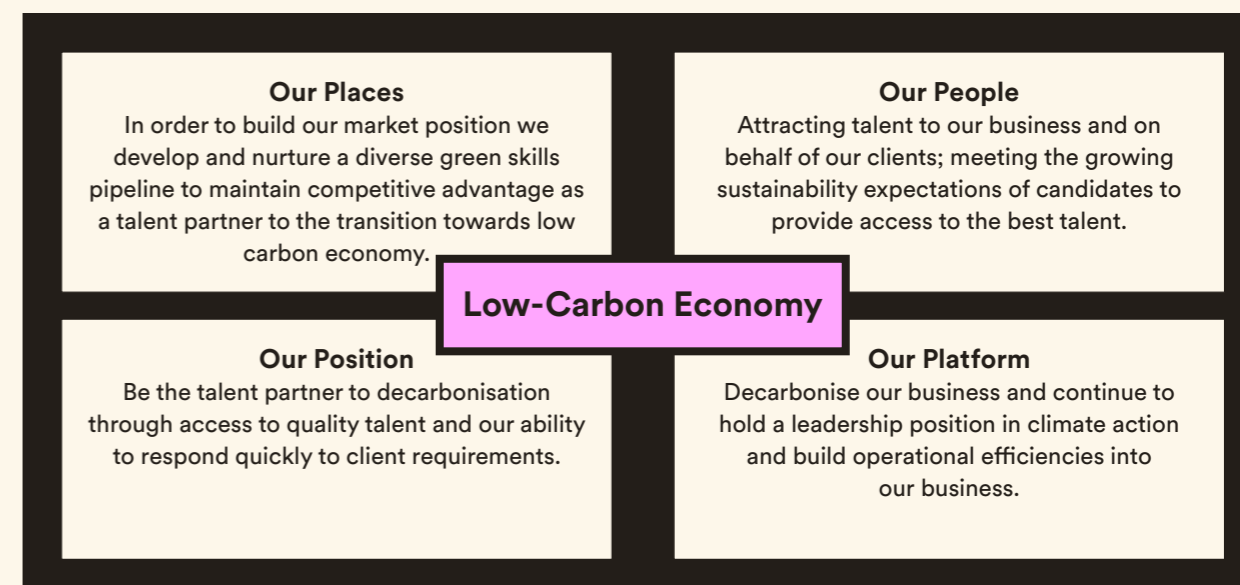 Our Places
In order to build our market position we
develop and nurture a diverse green skills
pipeline to maintain competitive advantage as
a talent partner to the transition towards low
carbon economy.
Our People
Attracting talent to our business and on
behalf of our clients; meeting the growing
sustainability expectations of candidates to
provide access to the best talent.
Low-Carbon Economy
Our Position
Be the talent partner to decarbonisation
through access to quality talent and our ability
to respond quickly to client requirements.
Our Platform
Decarbonise our business and continue to
hold a leadership position in climate action
and build operational efficiencies into
our business.